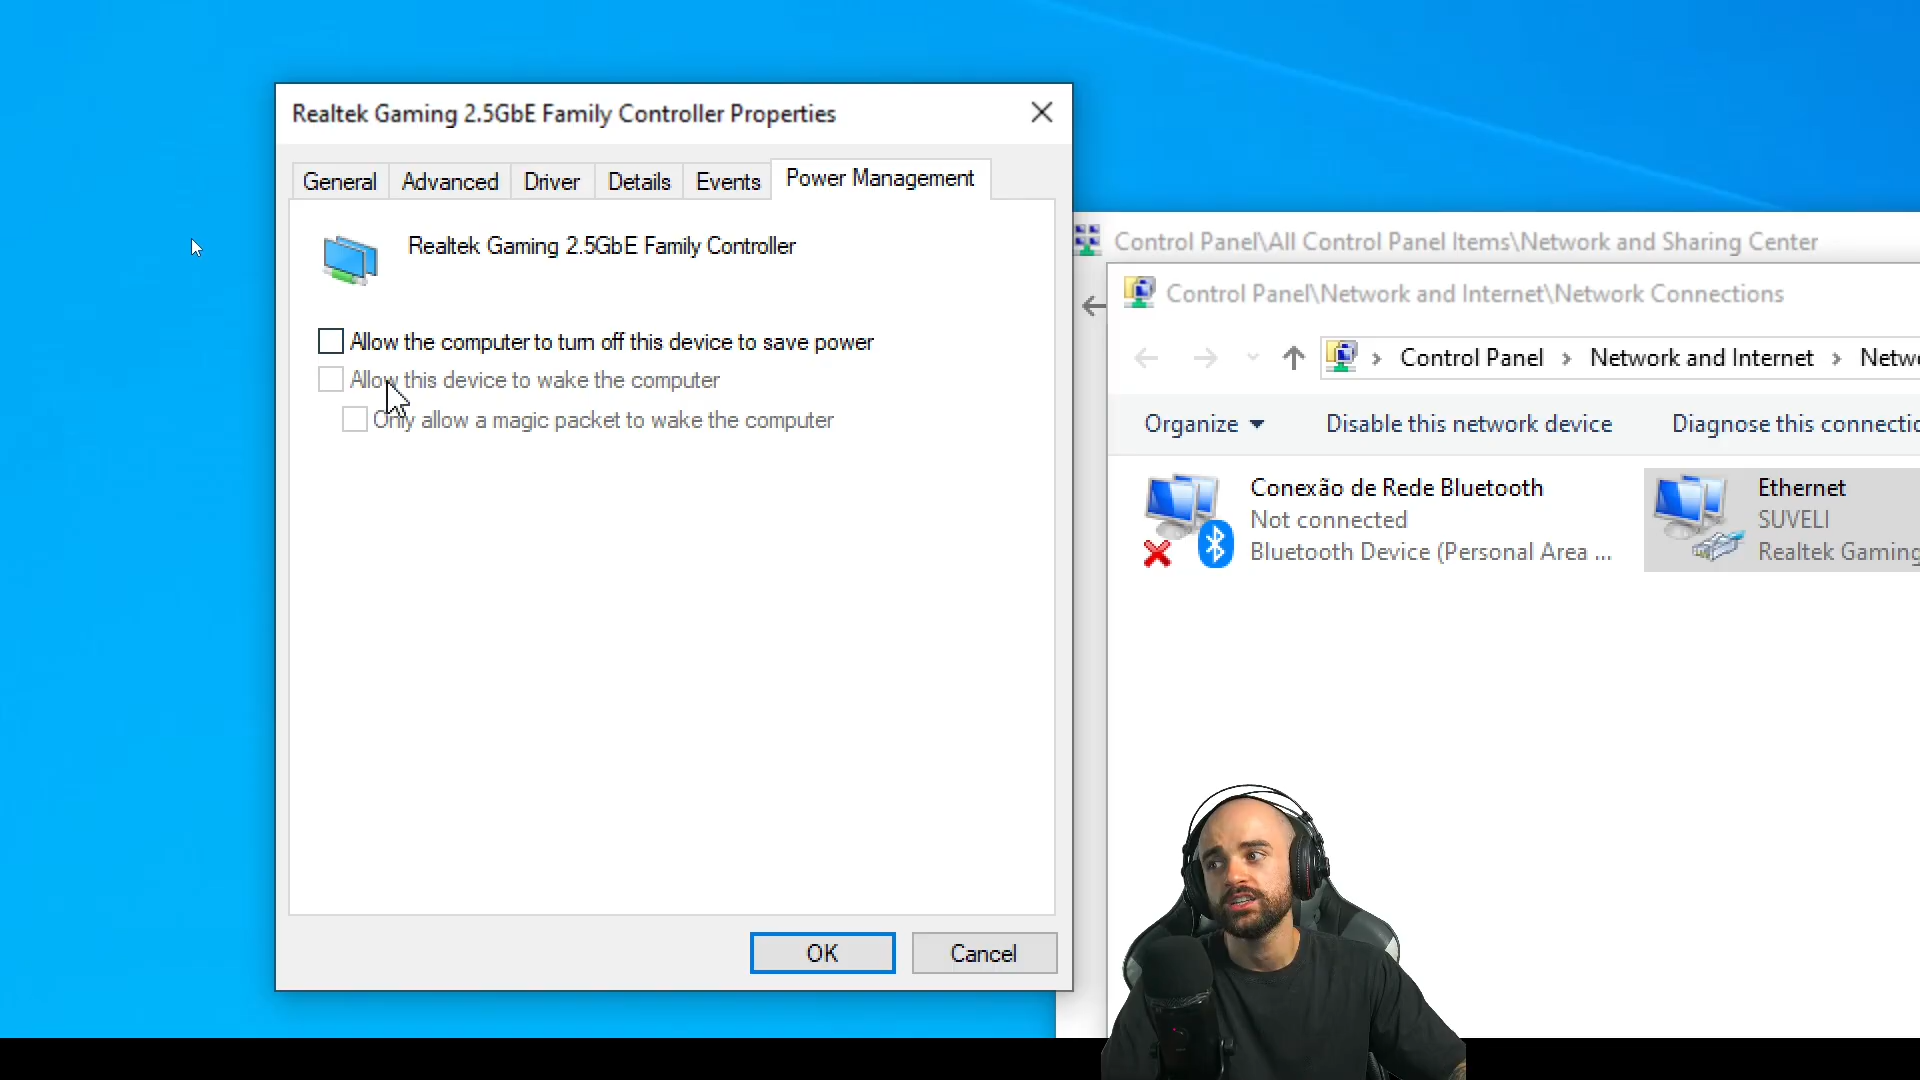 Realtek Gaming 2.5GbE Family Controller Properties
General
Advanced
Driver
Details
Events
Power Management
Realtek Gaming 2.5GbE Family Controller
Allow the computer to turn off this device to save power
Allow this device to wake the computer
Only allow a magic packet to wake the computer
OK
Cancel
Control Panel\All Control Panel Items\Network and Sharing Center
Control Panel\Network and Internet\Network Connections
Control Panel > Network and Internet > Netwo
Organize
Disable this network device
Diagnose this connectio
Conexão de Rede Bluetooth
Not connected
Bluetooth Device (Personal Area ...
Ethernet
SUVELI
Realtek Gaming